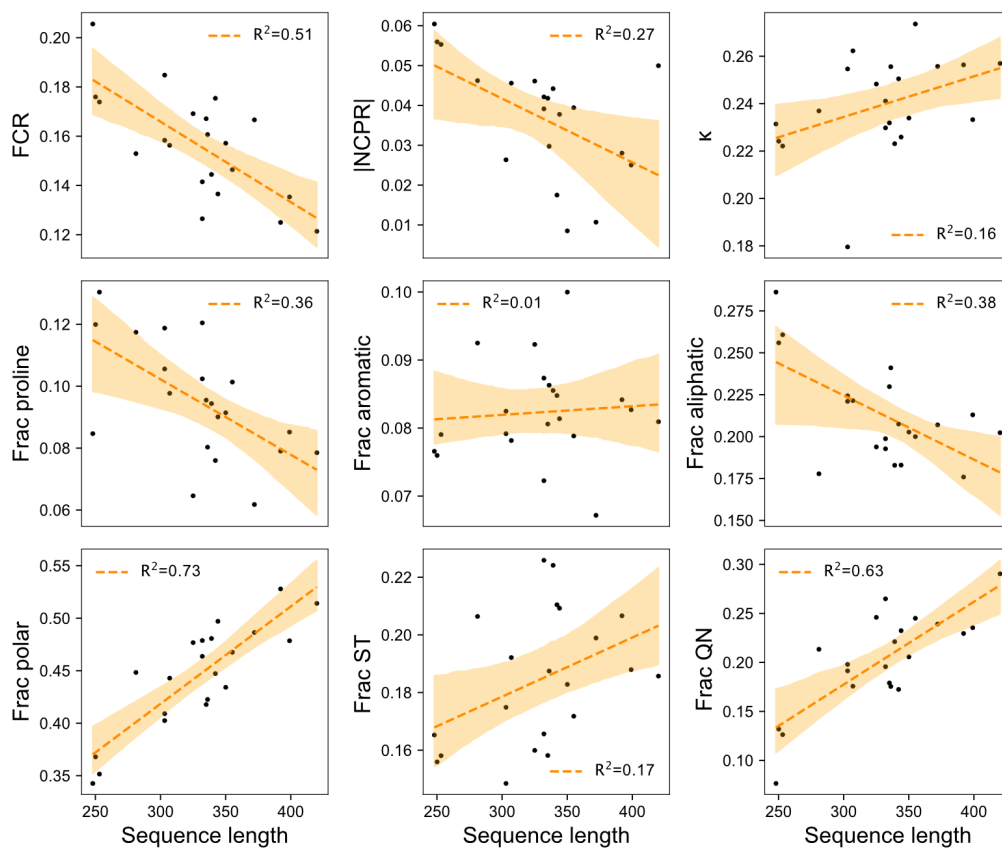 R²=0.51
0.20
0.18
0.16
0.14
0.12
FCR
R²=0.27
0.06
0.05
0.04
0.03
0.02
0.01
|NCPR|
R²=0.16
0.26
0.24
0.22
0.20
0.18
κ
R²=0.36
0.12
0.10
0.08
0.06
Frac proline
R²=0.01
0.10
0.09
0.08
0.07
Frac aromatic
R²=0.38
0.275
0.250
0.225
0.200
0.175
0.150
Frac aliphatic
R²=0.73
0.55
0.50
0.45
0.40
0.35
Frac polar
250 300 350 400
Sequence length
R²=0.17
0.22
0.20
0.18
0.16
Frac ST
250 300 350 400
Sequence length
R²=0.63
0.30
0.25
0.20
0.15
0.10
Frac QN
250 300 350 400
Sequence length